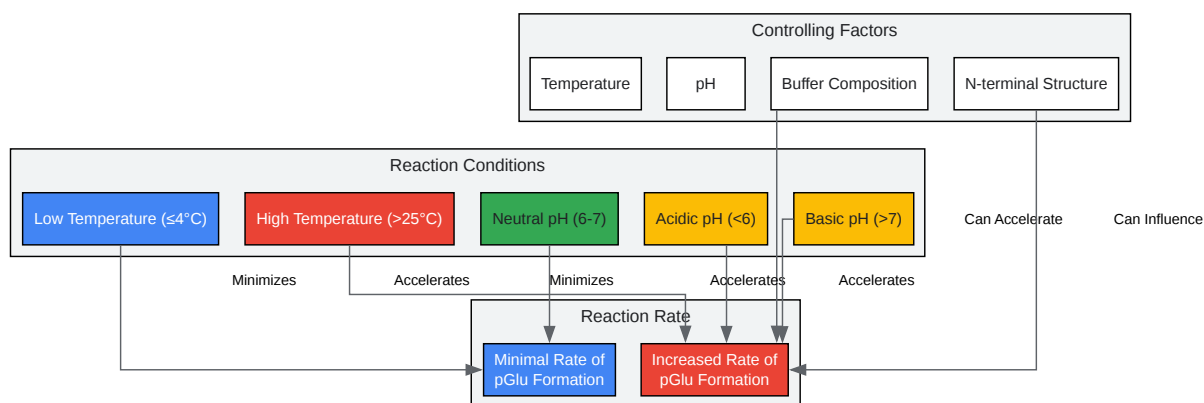 Controlling Factors
Temperature
pH
Buffer Composition
N-terminal Structure
Reaction Conditions
Low Temperature (≤4°C)
High Temperature (>25°C)
Neutral pH (6-7)
Acidic pH (<6)
Basic pH (>7)
Can Accelerate
Can Influence
Minimizes
Accelerates
Minimizes
Accelerates
Accelerates
Reaction Rate
Minimal Rate of
pGlu Formation
Increased Rate of
pGlu Formation